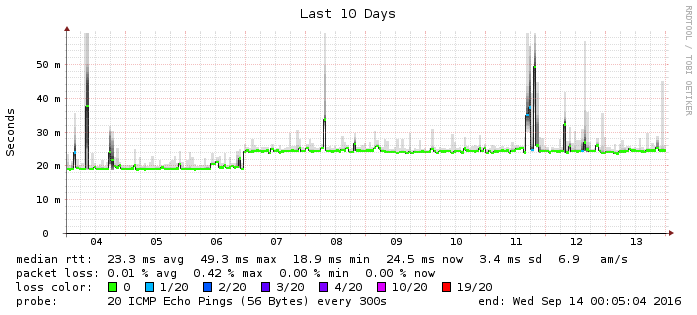 Last 10 Days
RRDTOOL / TOBI OETIKER
Seconds
50 m
40 m
30 m
20 m
10 m
0
04 05 06 07 08 09 10 11 12 13
median rtt: 23.3 ms avg 49.3 ms max 18.9 ms min 24.5 ms now 3.4 ms sd 6.9 am/s
packet loss: 0.01 % avg 0.42 % max 0.00 % min 0.00 % now
loss color: 0 1/20 2/20 3/20 4/20 10/20 19/20
probe: 20 ICMP Echo Pings (56 Bytes) every 300s end: Wed Sep 14 00:05:04 2016